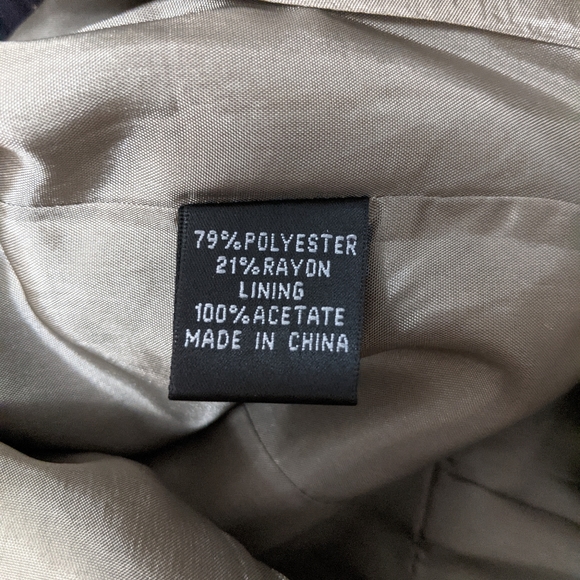 79%POLYESTER
21%RAYON
LINING
100%ACETATE
MADE IN CHINA